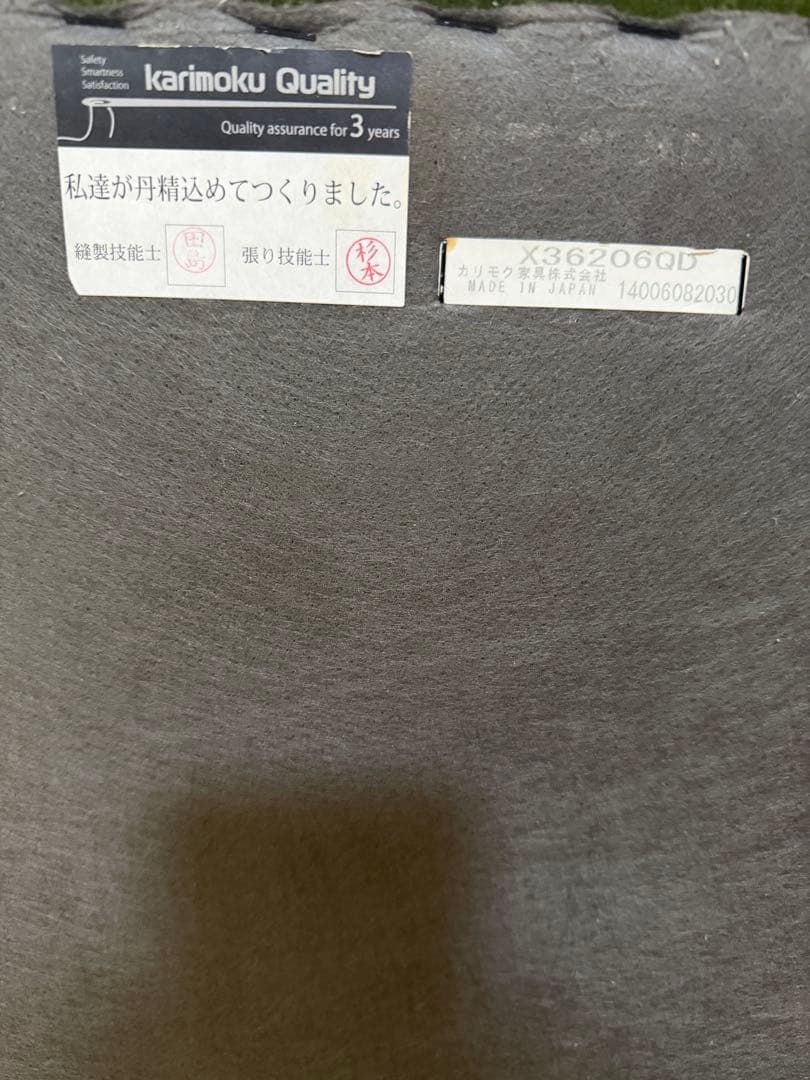 Safety
Smartness
Satisfaction
karimoku Quality
Quality assurance for 3 years
私達が丹精込めてつくりました。
縫製技能士 田島 張り技能士 杉本
X36206QD
カリモク家具株式会社
MADE IN JAPAN 14006082030